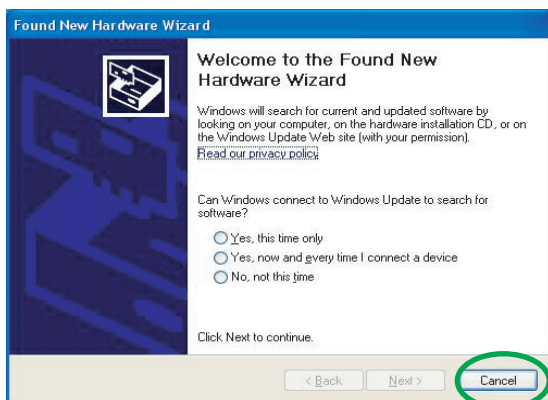 Found New Hardware Wizard
Welcome to the Found New
Hardware Wizard
Windows will search for current and updated software by
looking on your computer, on the hardware installation CD, or on
the Windows Update Web site (with your permission).
Read our privacy policy
Can Windows connect to Windows Update to search for
software?
Yes, this time only
Yes, now and every time I connect a device
No, not this time
Click Next to continue.
< Back Next > Cancel